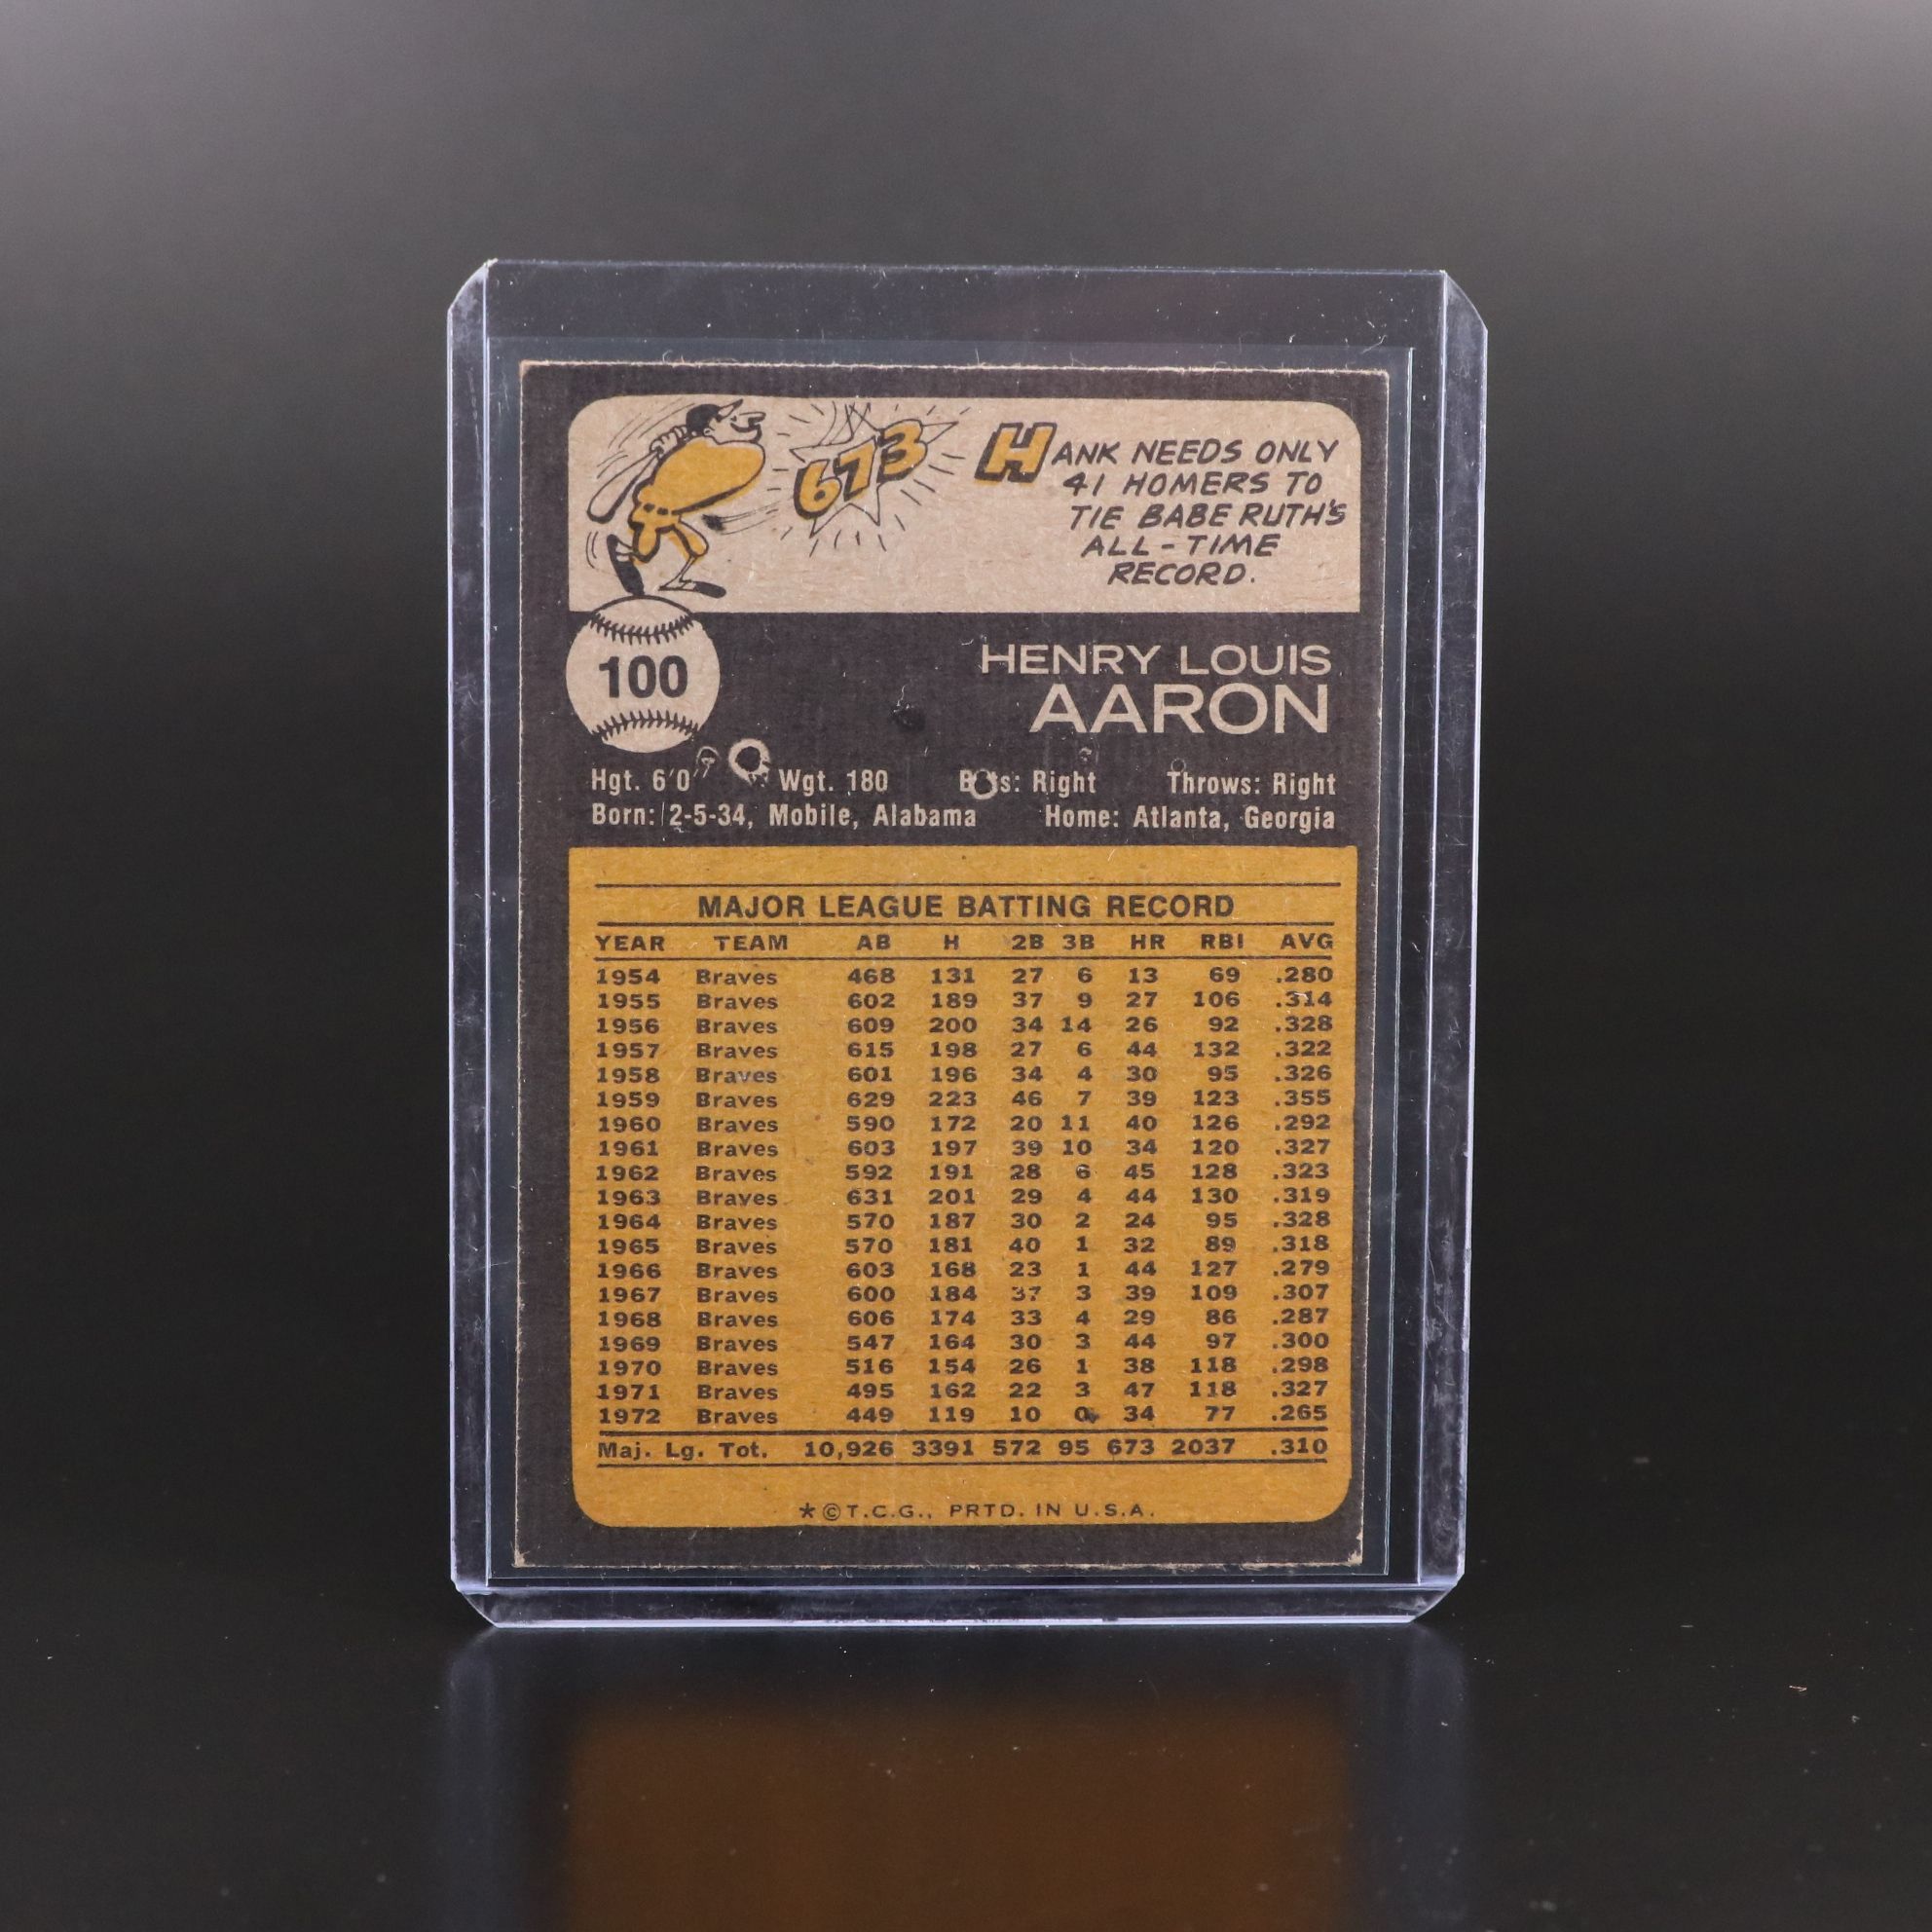 673
HANK NEEDS ONLY
41 HOMERS TO
TIE BABE RUTH'S
ALL-TIME
RECORD.
100
HENRY LOUIS
AARON
Hgt. 6'0" Wgt. 180 Right Throws: Right
Born: 2-5-34, Mobile, Alabama Home: Atlanta, Georgia
MAJOR LEAGUE BATTING RECORD
YEAR TEAM AB H 2B 3B HR RBI AVG
1954 Braves 468 131 27 6 13 69 .280
1955 Braves 602 189 37 9 27 106 .314
1956 Braves 609 200 34 14 26 92 .328
1957 Braves 615 198 27 6 44 132 .322
1958 Braves 601 196 34 4 30 95 .326
1959 Braves 629 223 46 7 39 123 .355
1960 Braves 590 172 20 11 40 126 .292
1961 Braves 603 197 39 10 34 120 .327
1962 Braves 592 191 28 6 45 128 .323
1963 Braves 631 201 29 4 44 130 .319
1964 Braves 570 187 30 2 24 95 .328
1965 Braves 570 181 40 1 32 89 .318
1966 Braves 603 168 23 1 44 127 .279
1967 Braves 600 184 37 3 39 109 .307
1968 Braves 606 174 33 4 29 86 .287
1969 Braves 547 164 30 3 44 97 .300
1970 Braves 516 154 26 1 38 118 .298
1971 Braves 495 162 22 3 47 118 .327
1972 Braves 449 119 10 0 34 77 .265
Maj. Lg. Tot. 10,926 3391 572 95 673 2037 .310
*©T.C.G., PRTD. IN U.S.A.